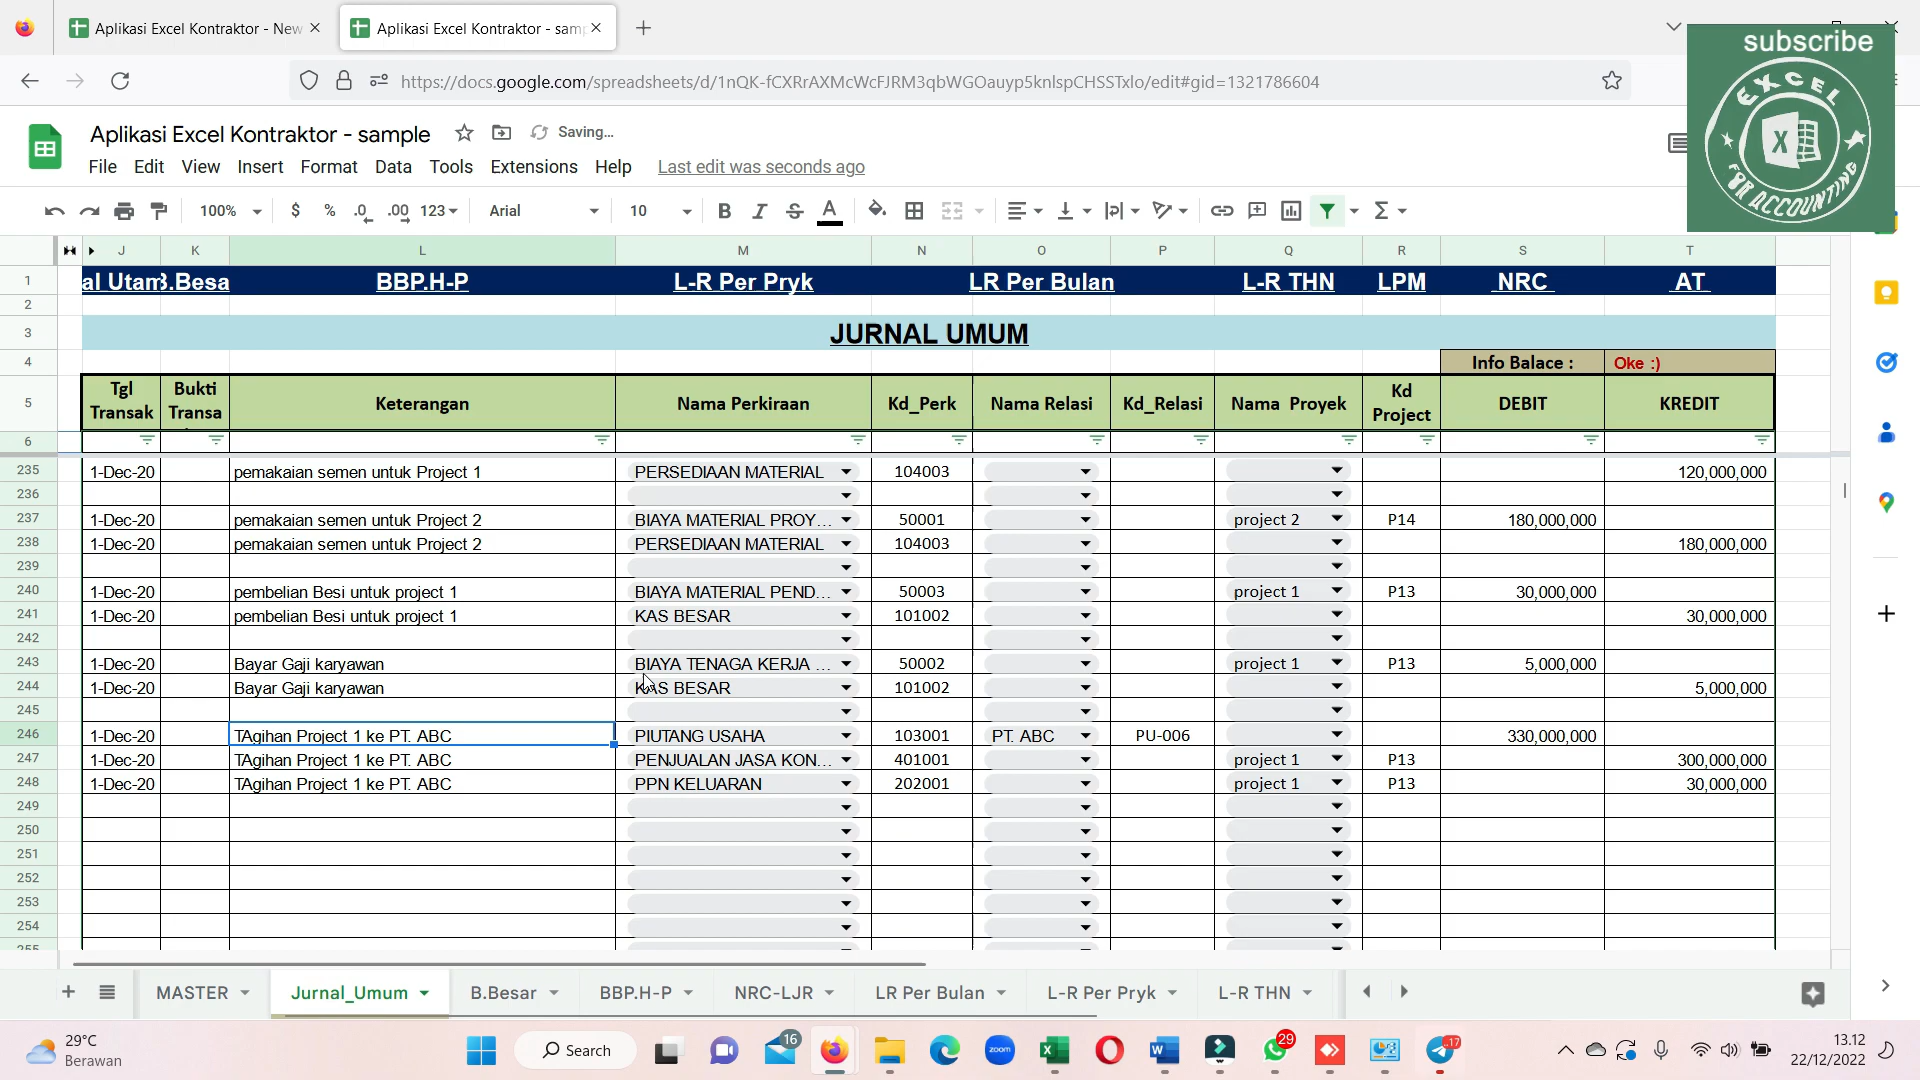 Aplikasi Excel Kontraktor - New
Aplikasi Excel Kontraktor - sam
subscribe
https://docs.google.com/spreadsheets/d/1nQK-fCXRrAXMcWcFJRM3qbWGOauyp5knlspCHSSTxlo/edit#gid=1321786604
EXCEL
FOR ACCOUNTING
Aplikasi Excel Kontraktor - sample
Saving...
File Edit View Insert Format Data Tools Extensions Help Last edit was seconds ago
100% $ % .0 .00 123 Arial 10 B I S A
J K L M N O P Q R S T
1 al Utam B.Besa BBP.H-P L-R Per Pryk LR Per Bulan L-R THN LPM NRC AT
2
3 JURNAL UMUM
4 Info Balace : Oke :)
5 Tgl Transak Bukti Transa Keterangan Nama Perkiraan Kd_Perk Nama Relasi Kd_Relasi Nama Proyek Kd Project DEBIT KREDIT
6
235 1-Dec-20 pemakaian semen untuk Project 1 PERSEDIAAN MATERIAL 104003 120,000,000
236
237 1-Dec-20 pemakaian semen untuk Project 2 BIAYA MATERIAL PROY... 50001 project 2 P14 180,000,000
238 1-Dec-20 pemakaian semen untuk Project 2 PERSEDIAAN MATERIAL 104003 180,000,000
239
240 1-Dec-20 pembelian Besi untuk project 1 BIAYA MATERIAL PEND... 50003 project 1 P13 30,000,000
241 1-Dec-20 pembelian Besi untuk project 1 KAS BESAR 101002 30,000,000
242
243 1-Dec-20 Bayar Gaji karyawan BIAYA TENAGA KERJA ... 50002 project 1 P13 5,000,000
244 1-Dec-20 Bayar Gaji karyawan KAS BESAR 101002 5,000,000
245
246 1-Dec-20 TAgihan Project 1 ke PT. ABC PIUTANG USAHA 103001 PT. ABC PU-006 330,000,000
247 1-Dec-20 TAgihan Project 1 ke PT. ABC PENJUALAN JASA KON... 401001 project 1 P13 300,000,000
248 1-Dec-20 TAgihan Project 1 ke PT. ABC PPN KELUARAN 202001 project 1 P13 30,000,000
249
250
251
252
253
254
255
MASTER Jurnal_Umum B.Besar BBP.H-P NRC-LJR LR Per Bulan L-R Per Pryk L-R THN
29°C
Berawan
Search
16
zoom
29
17
13.12
22/12/2022